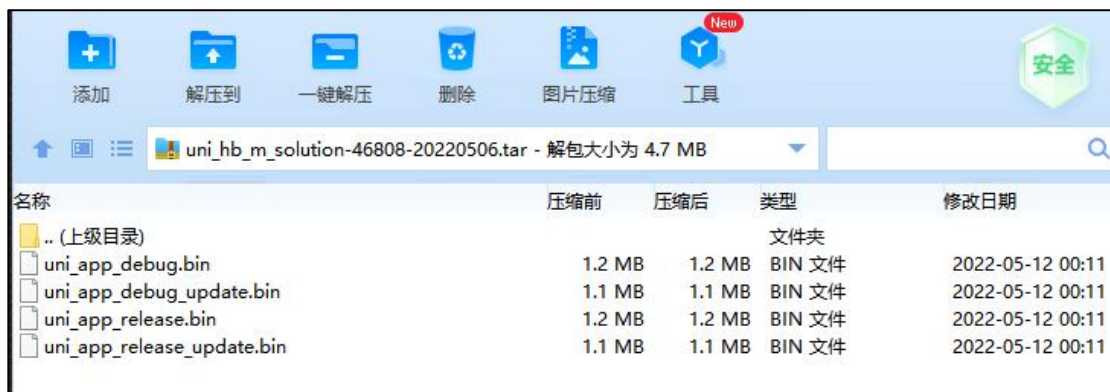 New
安全
添加 解压到 一键解压 删除 图片压缩 工具
uni_hb_m_solution-46808-20220506.tar - 解包大小为 4.7 MB
名称 压缩前 压缩后 类型 修改日期
.. (上级目录) 文件夹
uni_app_debug.bin 1.2 MB 1.2 MB BIN 文件 2022-05-12 00:11
uni_app_debug_update.bin 1.1 MB 1.1 MB BIN 文件 2022-05-12 00:11
uni_app_release.bin 1.2 MB 1.2 MB BIN 文件 2022-05-12 00:11
uni_app_release_update.bin 1.1 MB 1.1 MB BIN 文件 2022-05-12 00:11